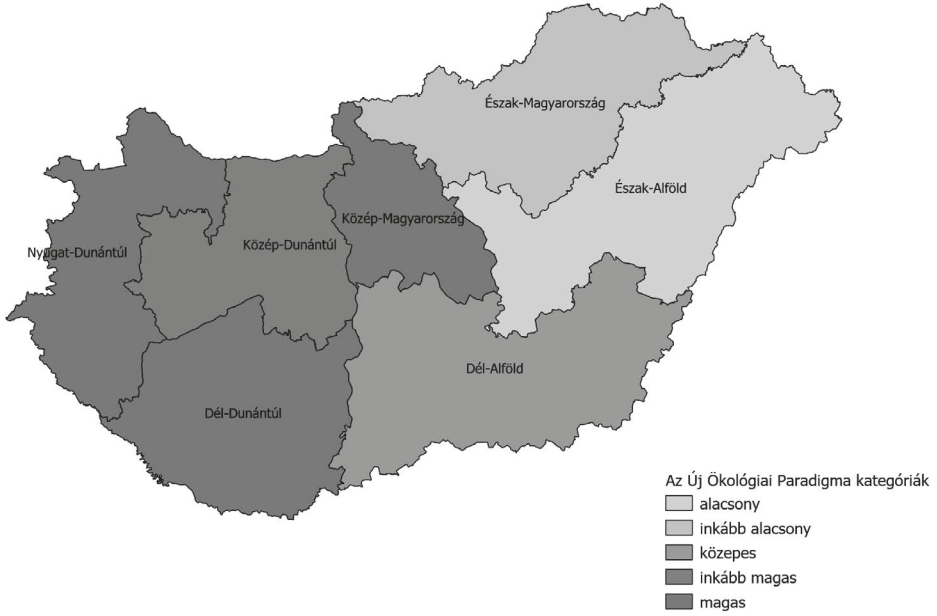 Észak-Magyarország
Észak-Alföld
Közép-Magyarország
Közép-Dunántúl
Nyugat-Dunántúl
Dél-Alföld
Dél-Dunántúl
Az Új Ökológiai Paradigma kategóriák
alacsony
inkább alacsony
közepes
inkább magas
magas